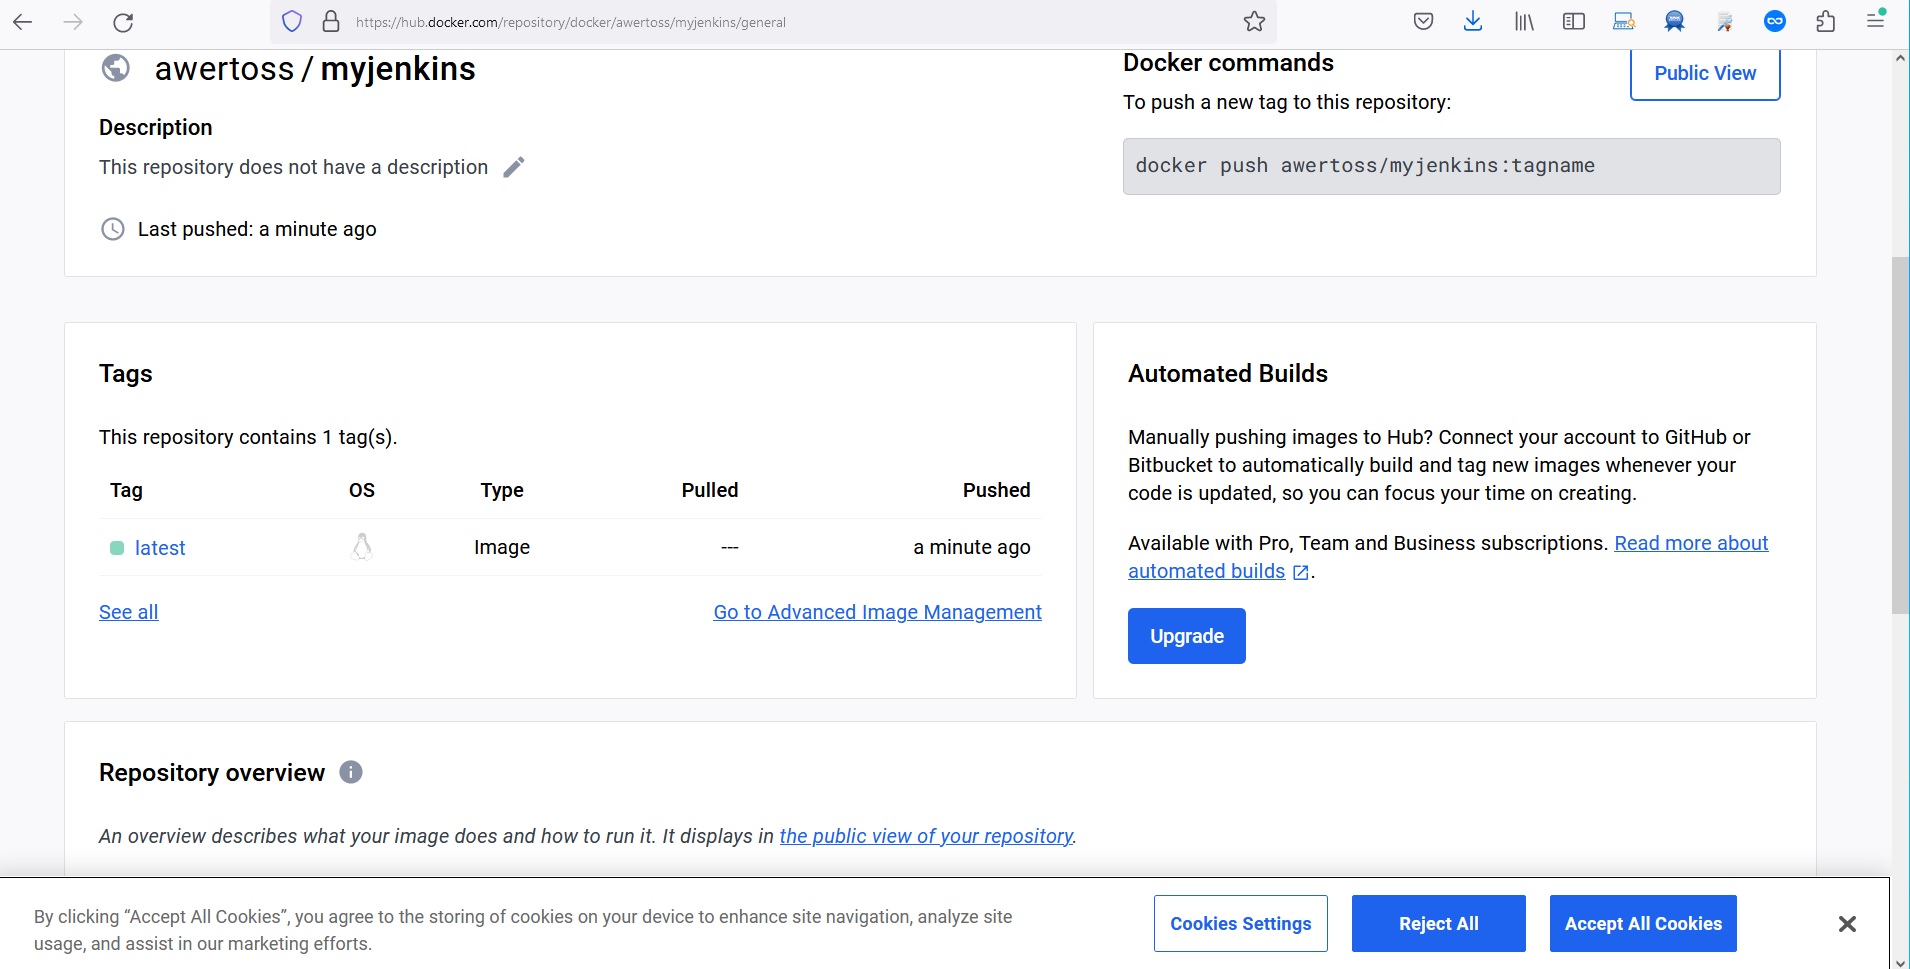 https://hub.docker.com/repository/docker/awertoss/myjenkins/general
awertoss / myjenkins
Description
This repository does not have a description
Last pushed: a minute ago
Docker commands
Public View
To push a new tag to this repository:
docker push awertoss/myjenkins:tagname
Tags
This repository contains 1 tag(s).
Tag OS Type Pulled Pushed
latest Image --- a minute ago
See all Go to Advanced Image Management
Automated Builds
Manually pushing images to Hub? Connect your account to GitHub or
Bitbucket to automatically build and tag new images whenever your
code is updated, so you can focus your time on creating.
Available with Pro, Team and Business subscriptions. Read more about
automated builds .
Upgrade
Repository overview
An overview describes what your image does and how to run it. It displays in the public view of your repository.
By clicking “Accept All Cookies”, you agree to the storing of cookies on your device to enhance site navigation, analyze site
usage, and assist in our marketing efforts.
Cookies Settings
Reject All
Accept All Cookies